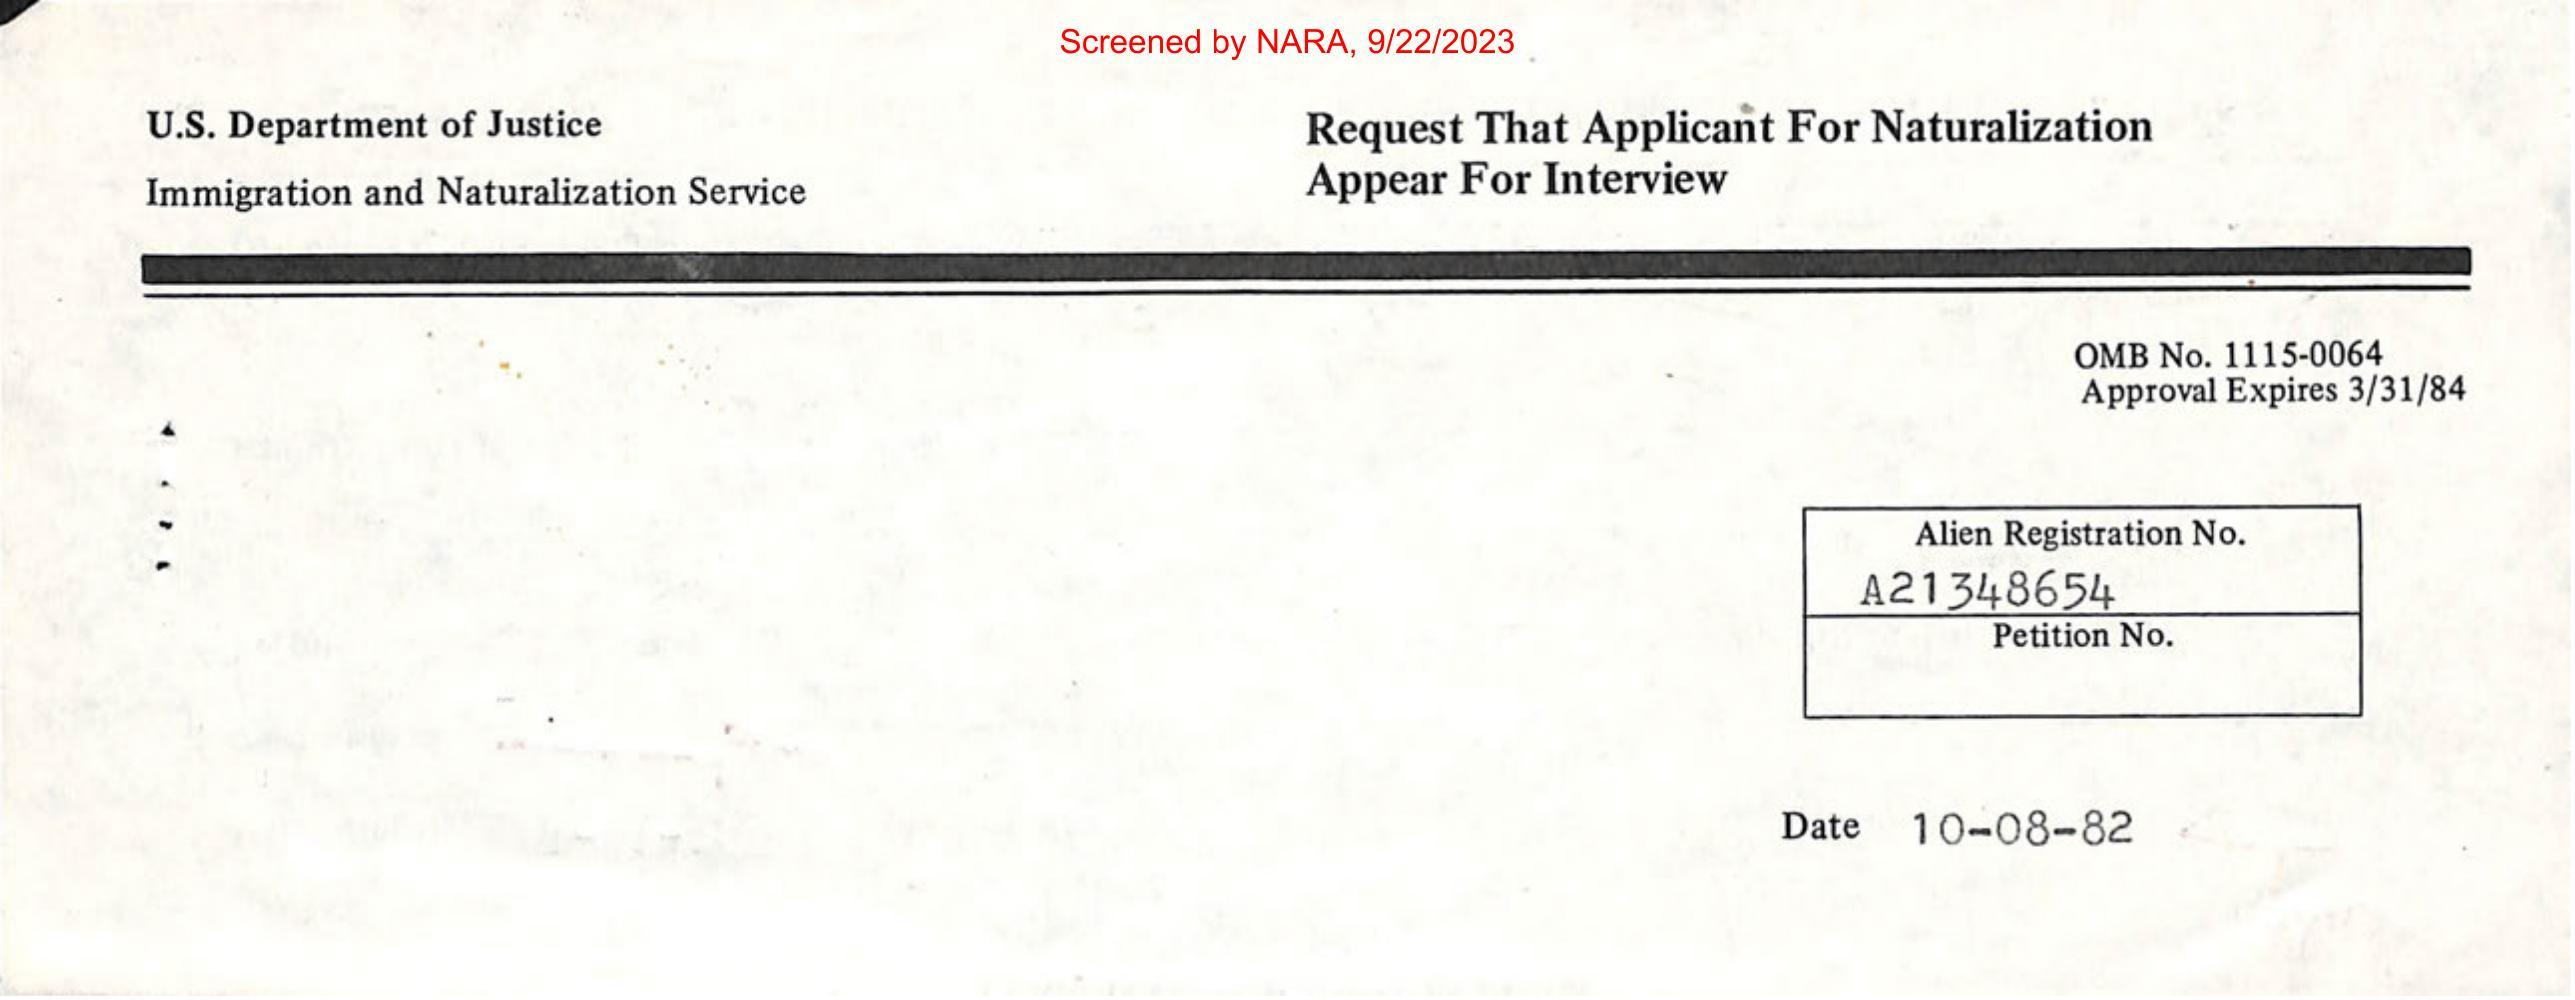 Screened by NARA, 9/22/2023
U.S. Department of Justice
Immigration and Naturalization Service
Request That Applicant For Naturalization
Appear For Interview
OMB No. 1115-0064
Approval Expires 3/31/84
Alien Registration No.
A21348654
Petition No.
Date 10-08-82